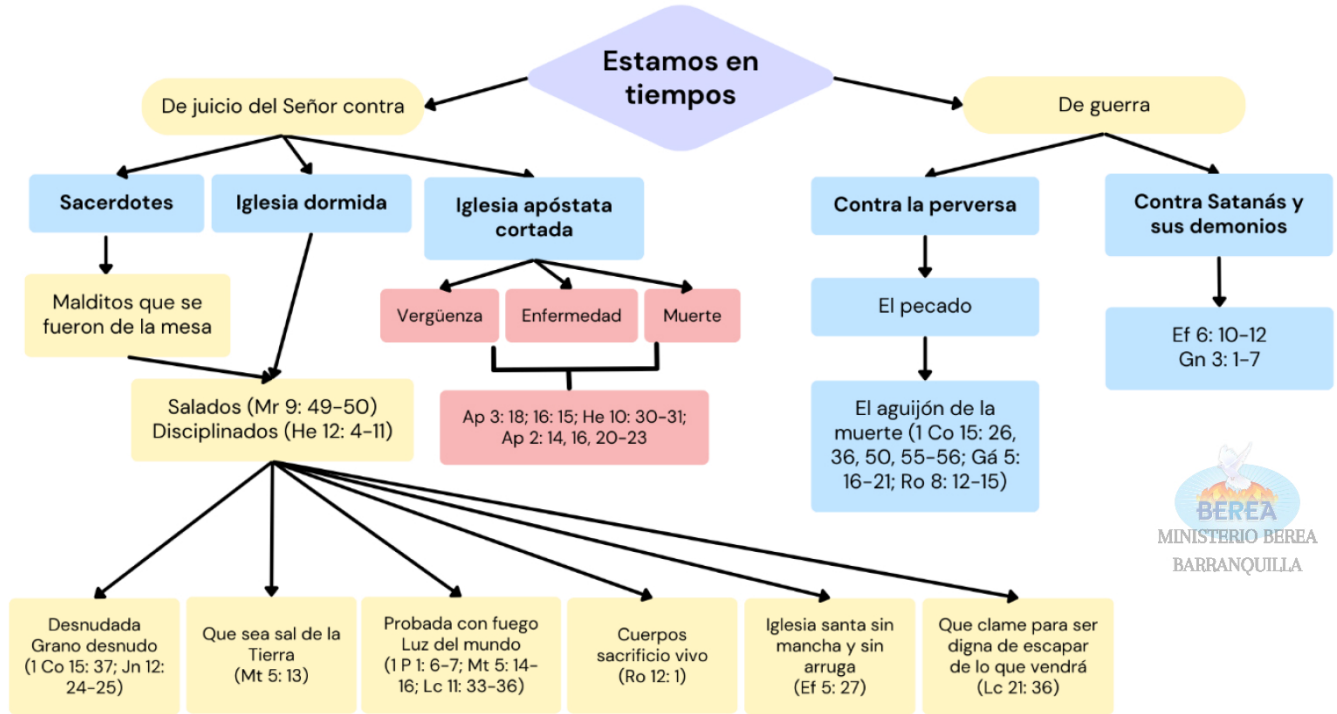 Estamos en
tiempos
De juicio del Señor contra
De guerra
Sacerdotes
Iglesia dormida
Iglesia apóstata
cortada
Contra la perversa
Contra Satanás y
sus demonios
Malditos que se
fueron de la mesa
Vergüenza
Enfermedad
Muerte
El pecado
Ef 6: 10-12
Gn 3: 1-7
Salados (Mr 9: 49-50)
Disciplinados (He 12: 4-11)
Ap 3: 18; 16: 15; He 10: 30-31;
Ap 2: 14, 16, 20-23
El aguijón de la
muerte (1 Co 15: 26,
36, 50, 55-56; Gá 5:
16-21; Ro 8: 12-15)
BEREA
MINISTERIO BEREA
BARRANQUILLA
Desnudada
Grano desnudo
(1 Co 15: 37; Jn 12:
24-25)
Que sea sal de la
Tierra
(Mt 5: 13)
Probada con fuego
Luz del mundo
(1 P 1: 6-7; Mt 5: 14-
16; Lc 11: 33-36)
Cuerpos
sacrificio vivo
(Ro 12: 1)
Iglesia santa sin
mancha y sin
arruga
(Ef 5: 27)
Que clame para ser
digna de escapar
de lo que vendrá
(Lc 21: 36)